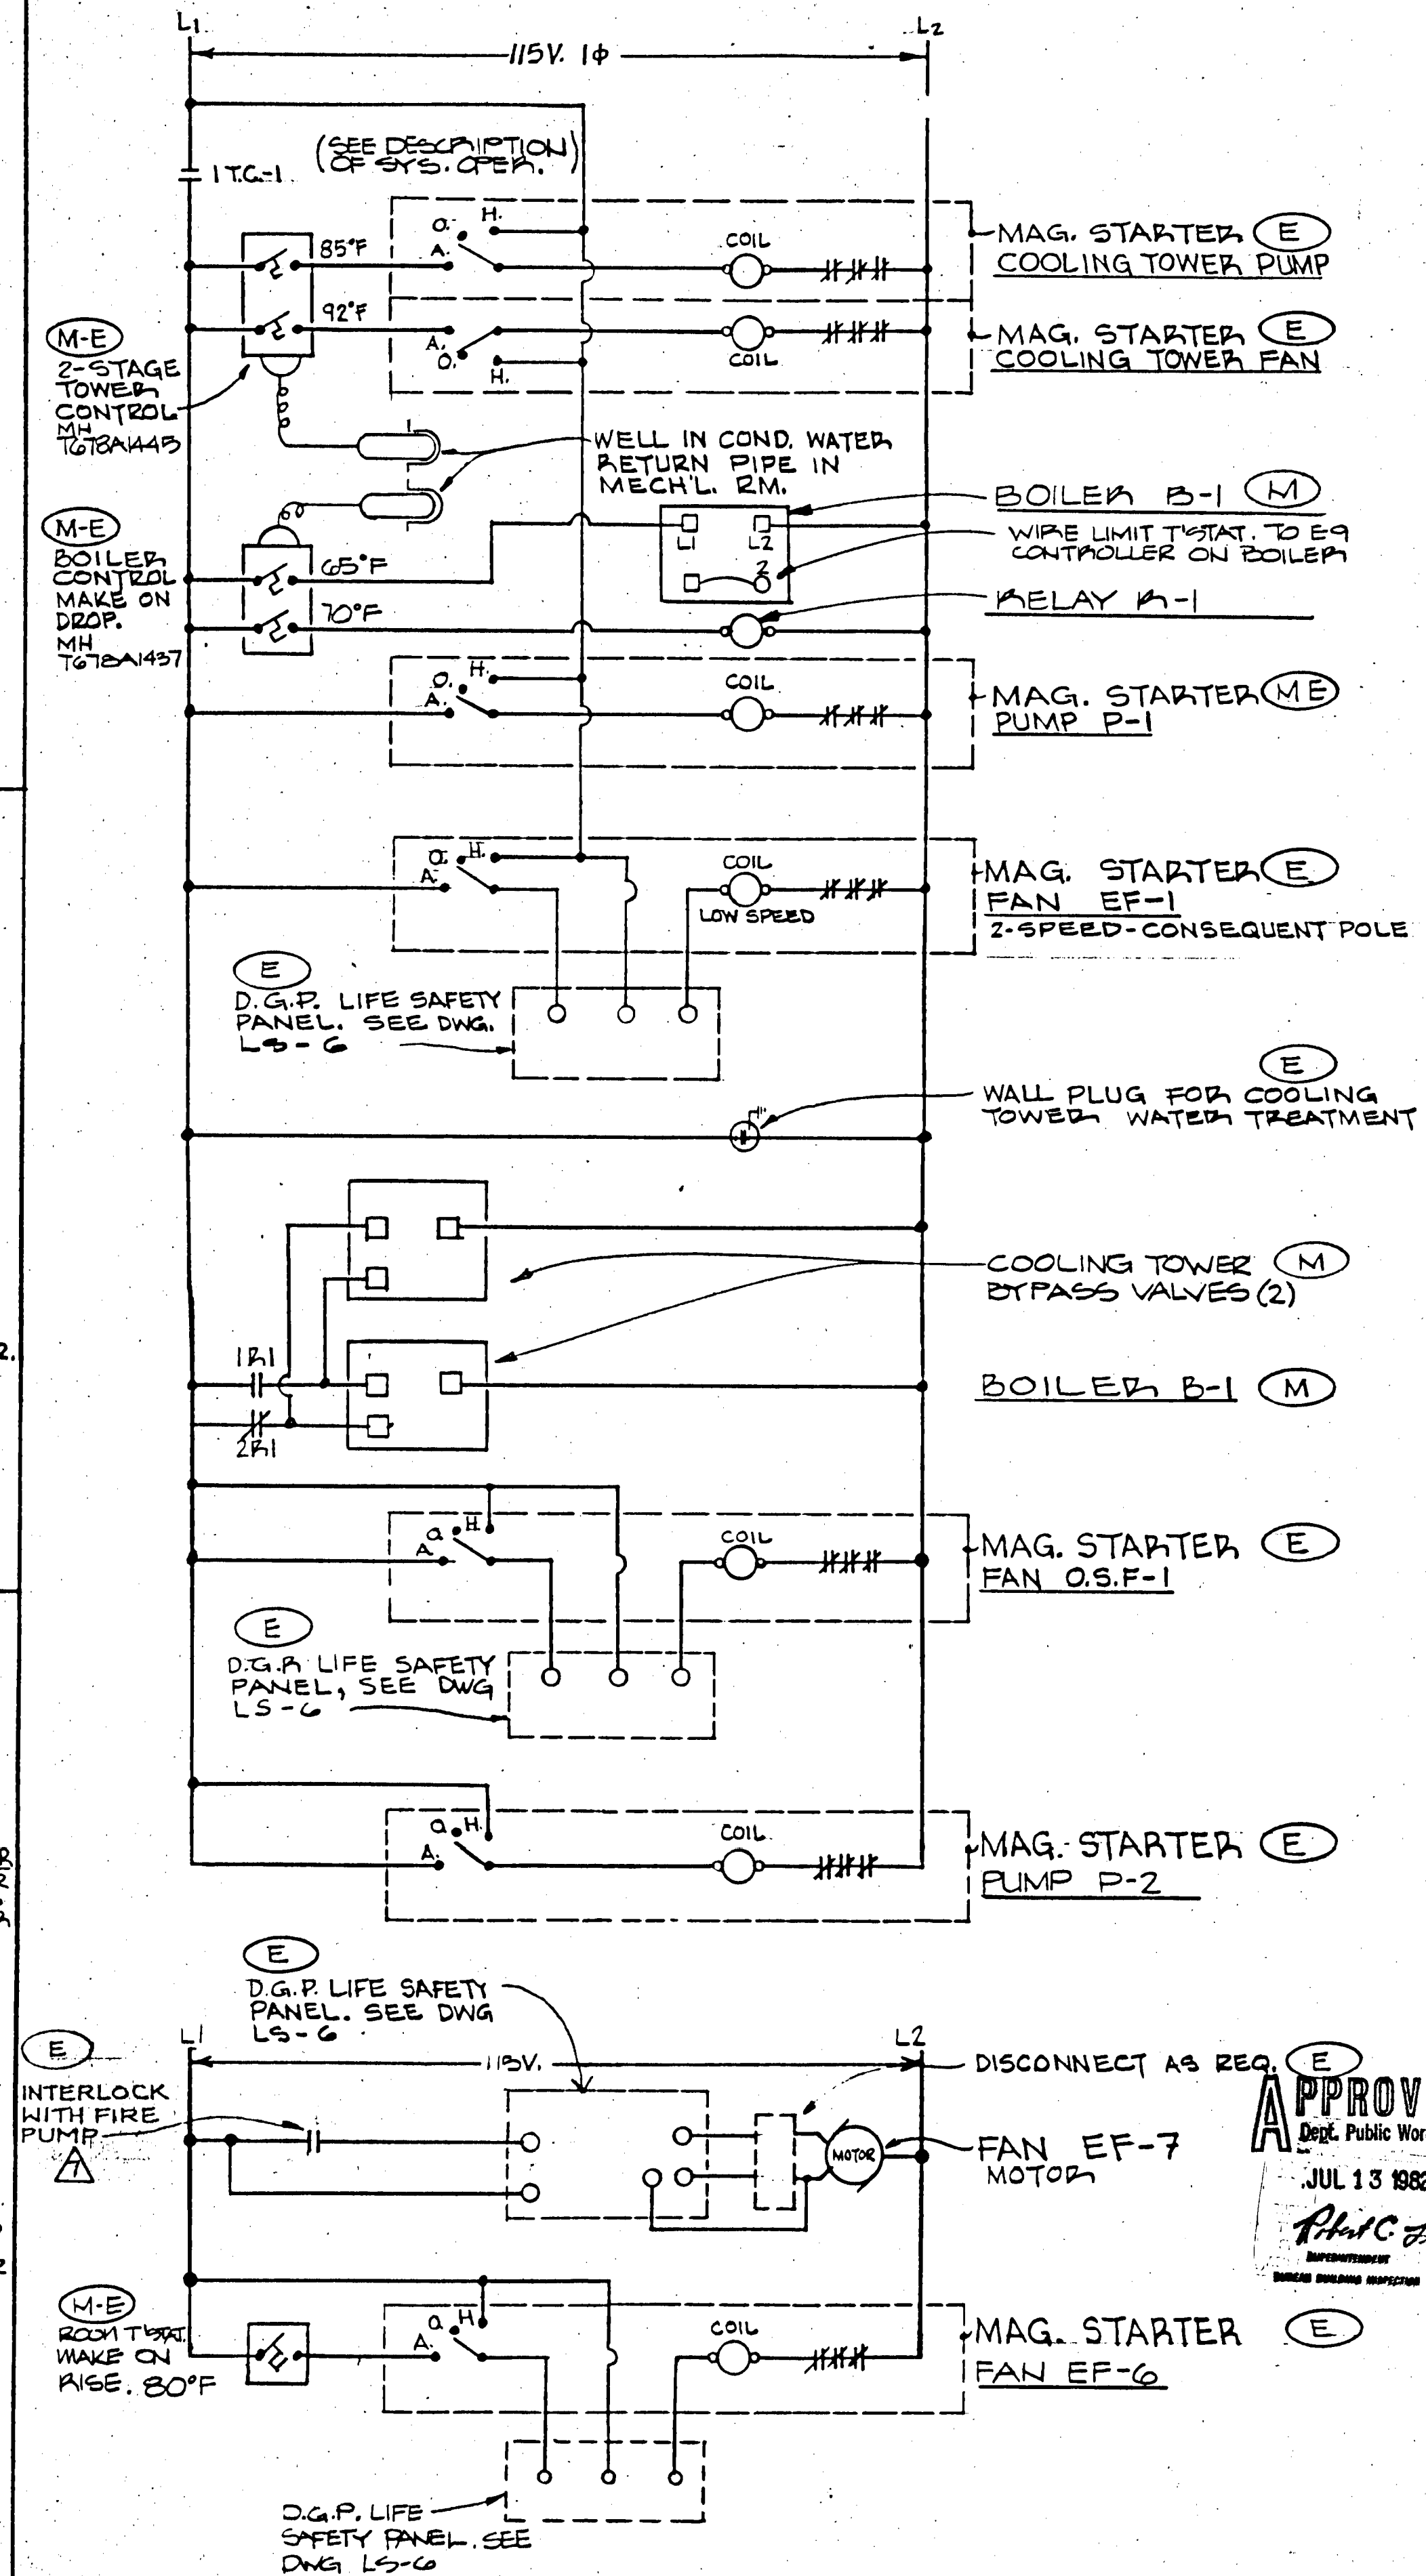 L1
L2
115V. 1φ
(SEE DESCRIPTION)
OF SYS. OPER.
1 T.C.-1
O. H.
A.
85°F
COIL
MAG. STARTER E
COOLING TOWER PUMP
92°F
A.
O.
H.
COIL
MAG. STARTER E
COOLING TOWER FAN
M-E
2-STAGE
TOWER
CONTROL
MH
T678A1445
WELL IN COND. WATER
RETURN PIPE IN
MECH'L. RM.
BOILER B-1 M
L1 L2
2
WIRE LIMIT T'STAT. TO
CONTROLLER ON BOILER
M-E
BOILER
CONTROL
MAKE ON
DROP.
MH
T678A1437
65°F
70°F
RELAY R-1
O. H.
A.
COIL
MAG. STARTER M E
PUMP P-1
O. H.
A.
COIL
LOW SPEED
MAG. STARTER E
FAN EF-1
2-SPEED-CONSEQUENT POLE
E
D.G.P. LIFE SAFETY
PANEL. SEE DWG.
LS-6
E
WALL PLUG FOR COOLING
TOWER WATER TREATMENT
COOLING TOWER M
BYPASS VALVES (2)
1R1
2R1
BOILER B-1 M
O. H.
A.
COIL
MAG. STARTER E
FAN O.S.F-1
E
D.G.P. LIFE SAFETY
PANEL, SEE DWG
LS-6
O. H.
A.
COIL
MAG. STARTER E
PUMP P-2
E
D.G.P. LIFE SAFETY
PANEL. SEE DWG
LS-6
L1
L2
115V.
E
INTERLOCK
WITH FIRE
PUMP
DISCONNECT AS REQ. E
MOTOR
FAN EF-7
MOTOR
APPROV
Dept. Public Wor
JUL 13 1982
Robert C.
SUPERINTENDENT
BUREAU BUILDING INSPECTION
M-E
ROOM T'STAT.
MAKE ON
RISE. 80°F
O. H.
A.
COIL
MAG. STARTER E
FAN EF-6
D.G.P. LIFE
SAFETY PANEL. SEE
DWG LS-6